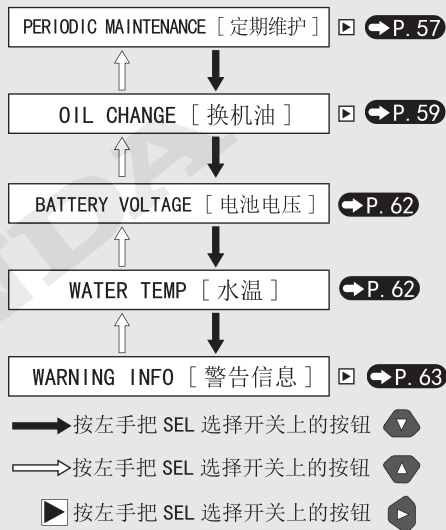 PERIODIC MAINTENANCE [ 定期维护 ] P. 57
OIL CHANGE [ 换机油 ] P. 59
BATTERY VOLTAGE [ 电池电压 ] P. 62
WATER TEMP [ 水温 ] P. 62
WARNING INFO [ 警告信息 ] P. 63
按左手把 SEL 选择开关上的按钮
按左手把 SEL 选择开关上的按钮
按左手把 SEL 选择开关上的按钮